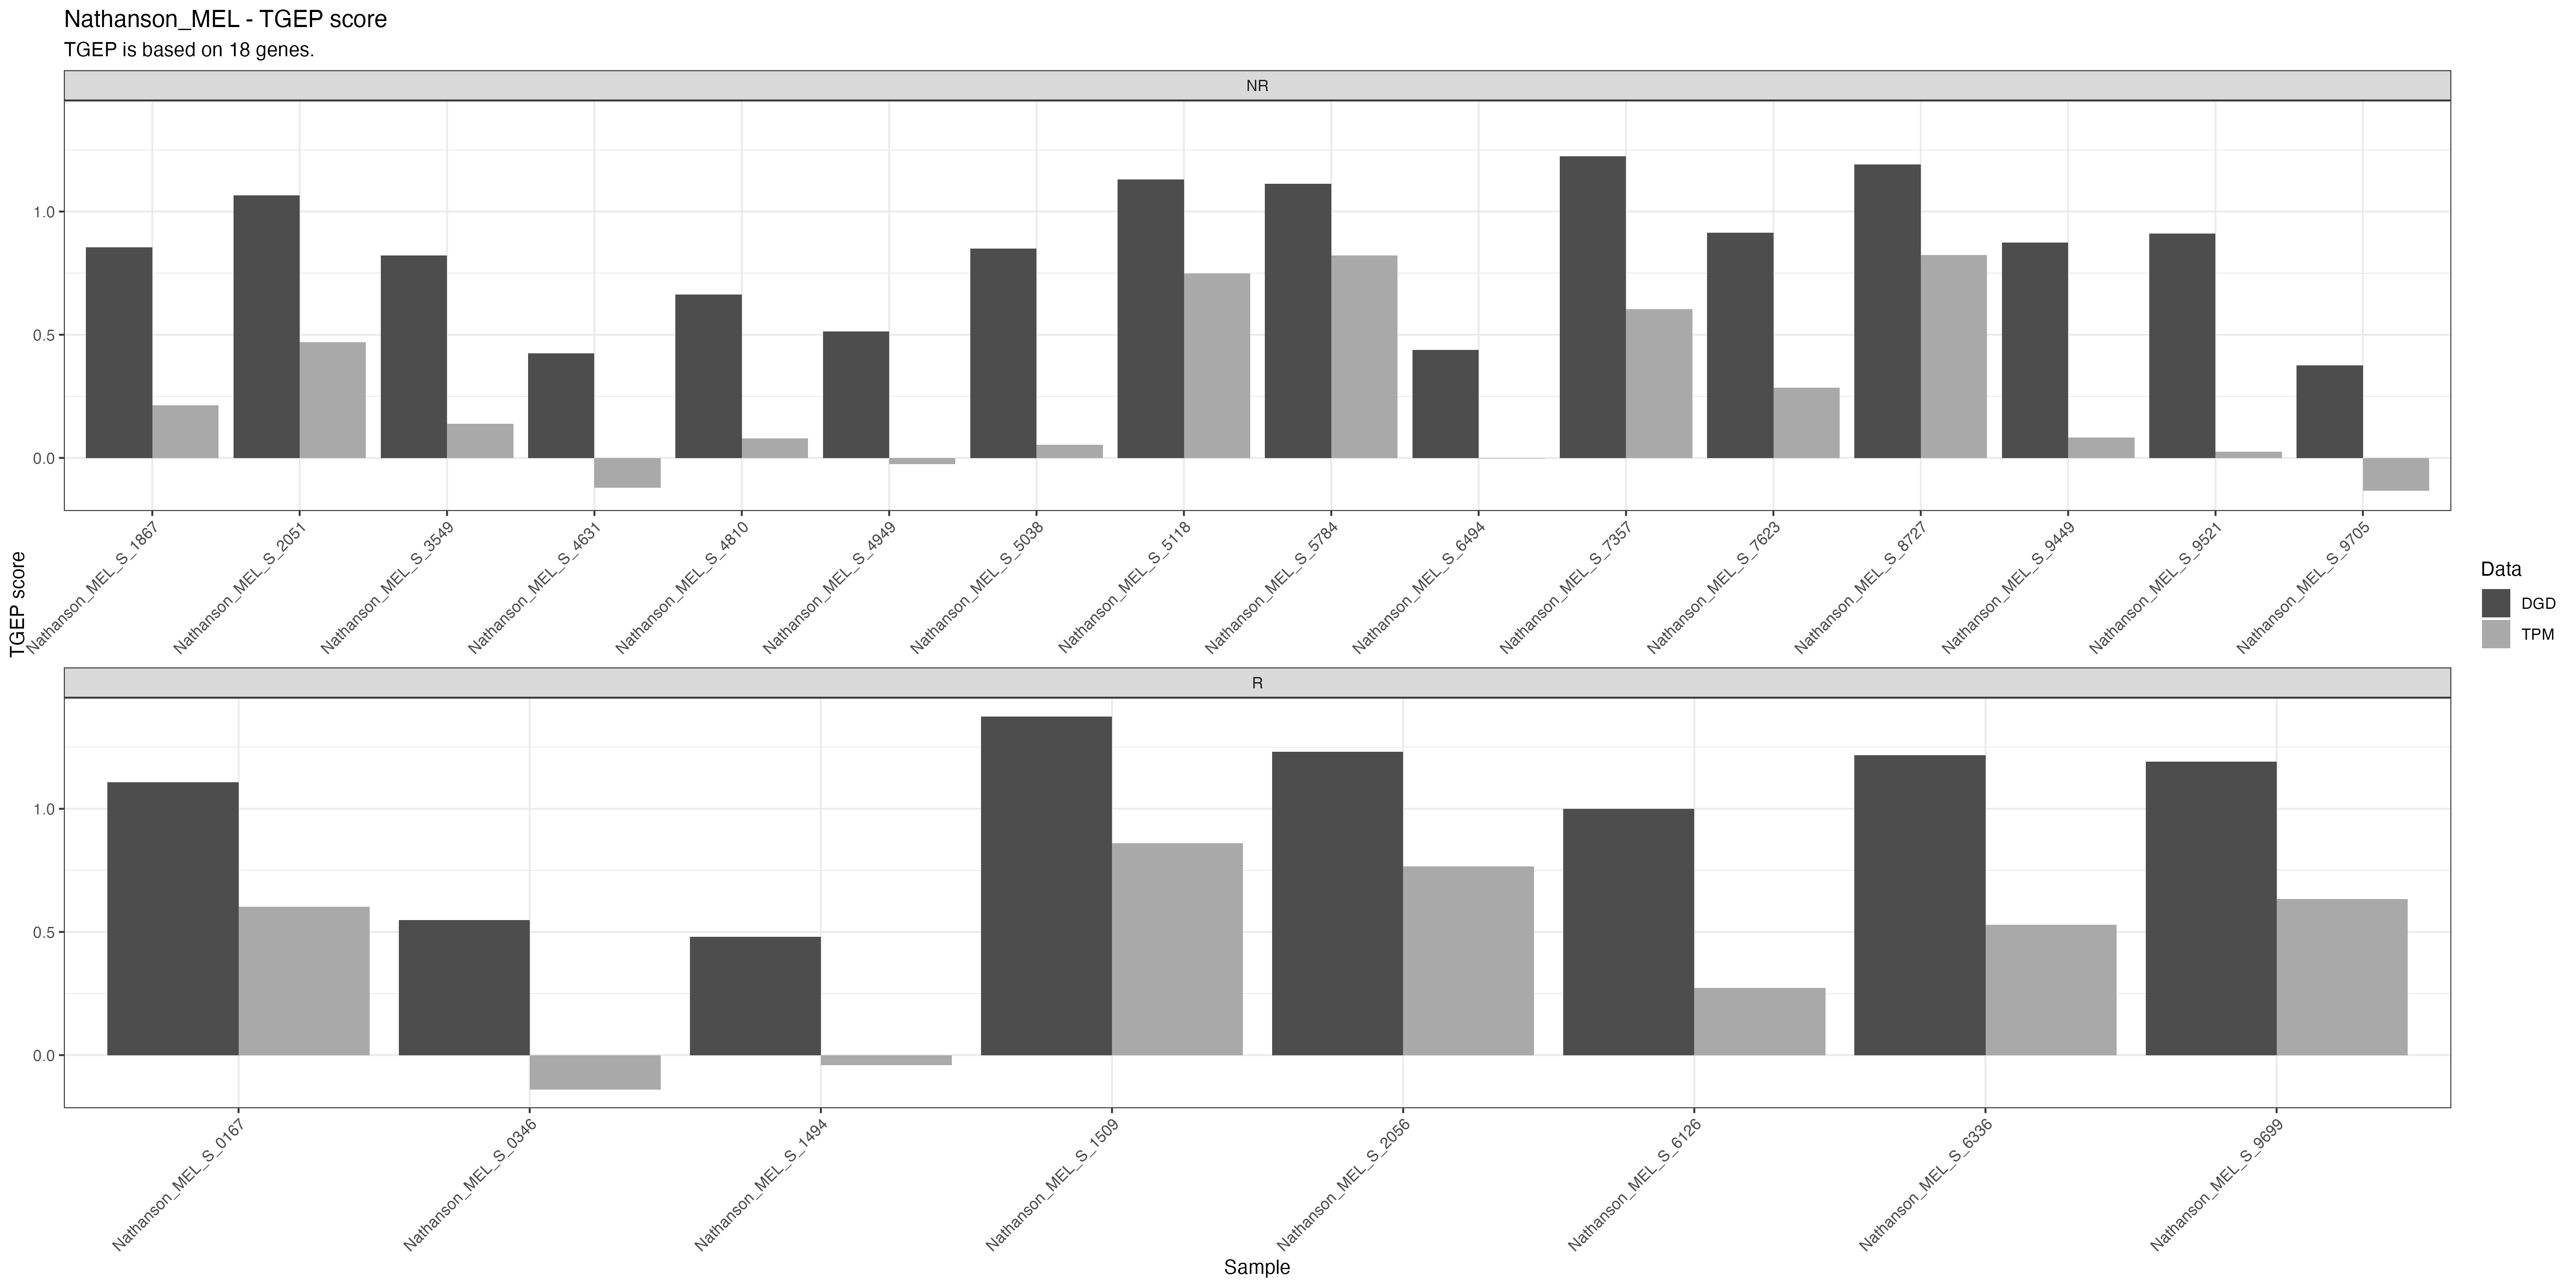 Nathanson_MEL - TGEP score
TGEP is based on 18 genes.
NR
1.0
0.5
0.0
Nathanson_MEL_S_1867
Nathanson_MEL_S_2051
Nathanson_MEL_S_3549
Nathanson_MEL_S_4631
Nathanson_MEL_S_4810
Nathanson_MEL_S_4949
Nathanson_MEL_S_5038
Nathanson_MEL_S_5118
Nathanson_MEL_S_5784
Nathanson_MEL_S_6494
Nathanson_MEL_S_7357
Nathanson_MEL_S_7623
Nathanson_MEL_S_8727
Nathanson_MEL_S_9449
Nathanson_MEL_S_9521
Nathanson_MEL_S_9705
TGEP score
Data
DGD
TPM
R
1.0
0.5
0.0
Nathanson_MEL_S_0167
Nathanson_MEL_S_0346
Nathanson_MEL_S_1494
Nathanson_MEL_S_1509
Nathanson_MEL_S_2056
Nathanson_MEL_S_6126
Nathanson_MEL_S_6336
Nathanson_MEL_S_9699
Sample